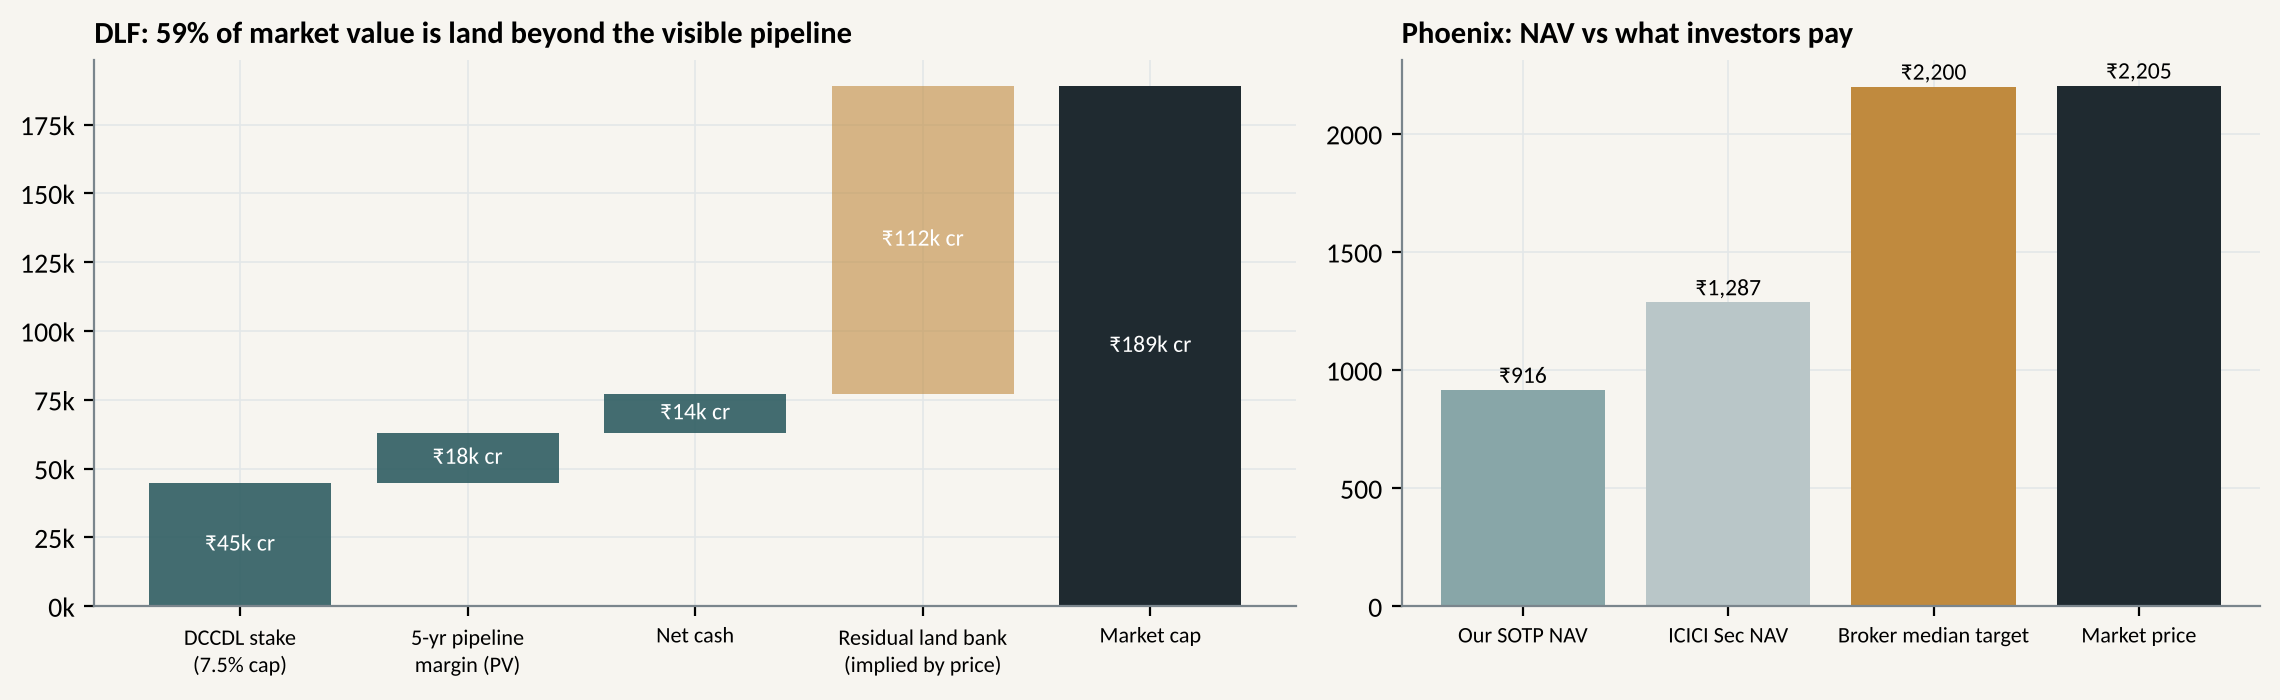 DLF: 59% of market value is land beyond the visible pipeline
175k
150k
125k
100k
75k
50k
25k
0k
₹45k cr
₹18k cr
₹14k cr
₹112k cr
₹189k cr
DCCDL stake
(7.5% cap)
5-yr pipeline
margin (PV)
Net cash
Residual land bank
(implied by price)
Market cap
Phoenix: NAV vs what investors pay
2000
1500
1000
500
0
₹916
₹1,287
₹2,200
₹2,205
Our SOTP NAV
ICICI Sec NAV
Broker median target
Market price